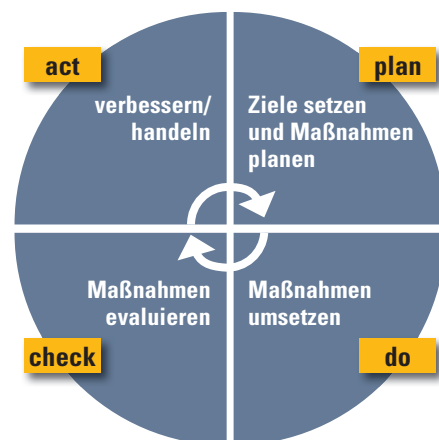 act
verbessern/
handeln
plan
Ziele setzen
und Maßnahmen
planen
Maßnahmen
evaluieren
check
Maßnahmen
umsetzen
do